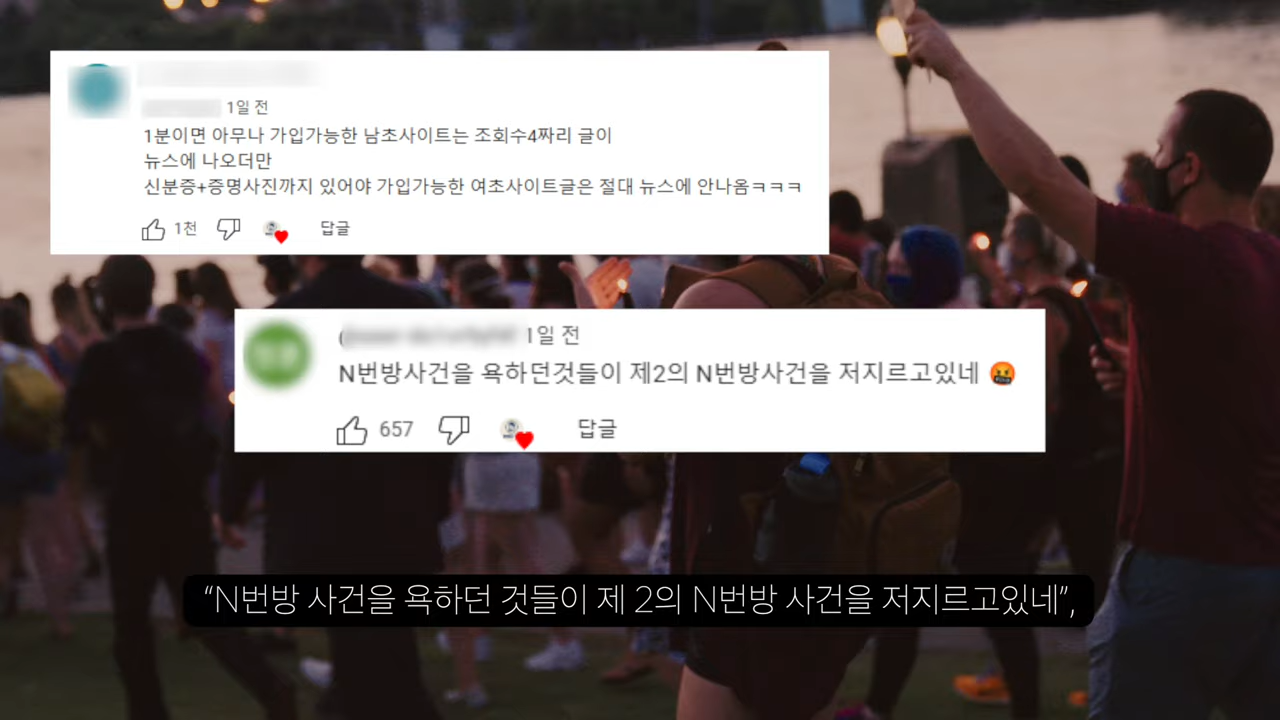 1일 전
1분이면 아무나 가입가능한 남초사이트는 조회수4짜리 글이
뉴스에 나오더만
신분증+증명사진까지 있어야 가입가능한 여초사이트글은 절대 뉴스에 안나옴ㅋㅋㅋ
1천 답글
1일 전
N번방사건을 욕하던것들이 제2의 N번방사건을 저지르고있네 🤬
657 답글
“N번방 사건을 욕하던 것들이 제 2의 N번방 사건을 저지르고있네”,